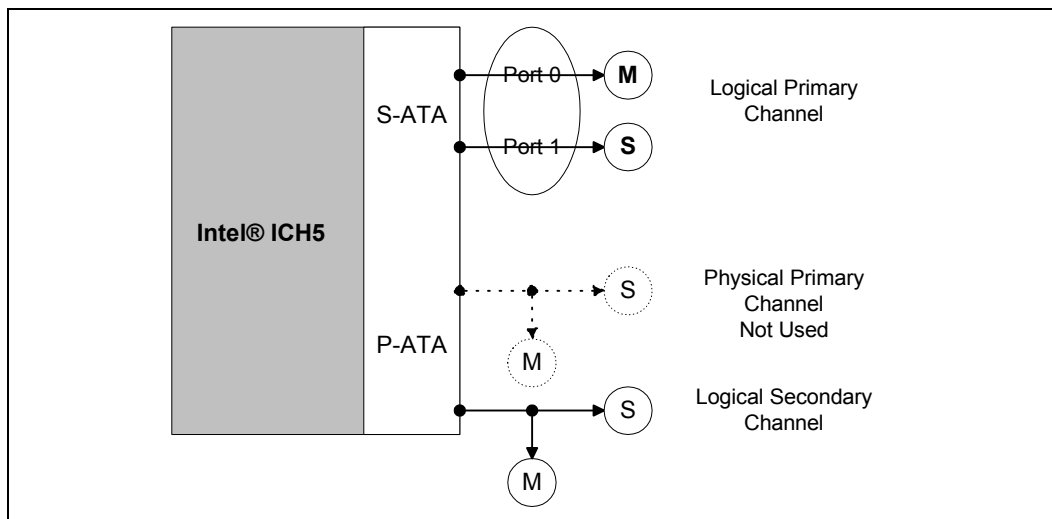 Port 0
M
Logical Primary
Channel
S-ATA
Port 1
S
Intel® ICH5
S
Physical Primary
Channel
Not Used
P-ATA
M
S
Logical Secondary
Channel
M